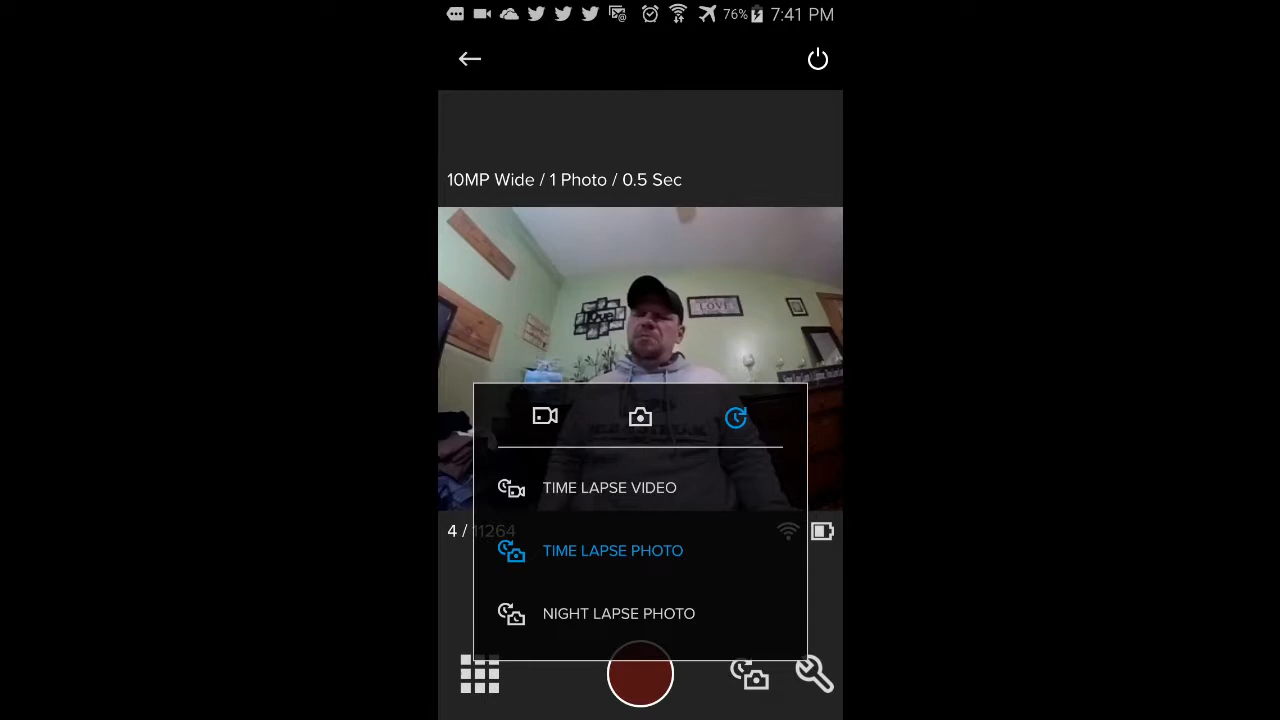 76% 7:41 PM
10MP Wide / 1 Photo / 0.5 Sec
LOVE
TIME LAPSE VIDEO
4 / 11264
TIME LAPSE PHOTO
NIGHT LAPSE PHOTO